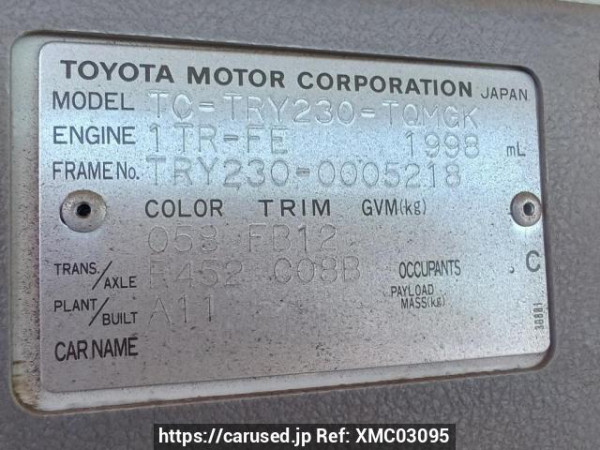 TOYOTA MOTOR CORPORATION JAPAN
MODEL TC-TRY230-TQMGK
ENGINE 1TR-FE 1998 mL
FRAME No. TRY230-0005218
COLOR TRIM GVM(kg)
058 FB12
TRANS./AXLE R452 C08B OCCUPANTS C
PLANT/BUILT A11 PAYLOAD MASS(kg)
CAR NAME
https://carused.jp Ref: XMC03095